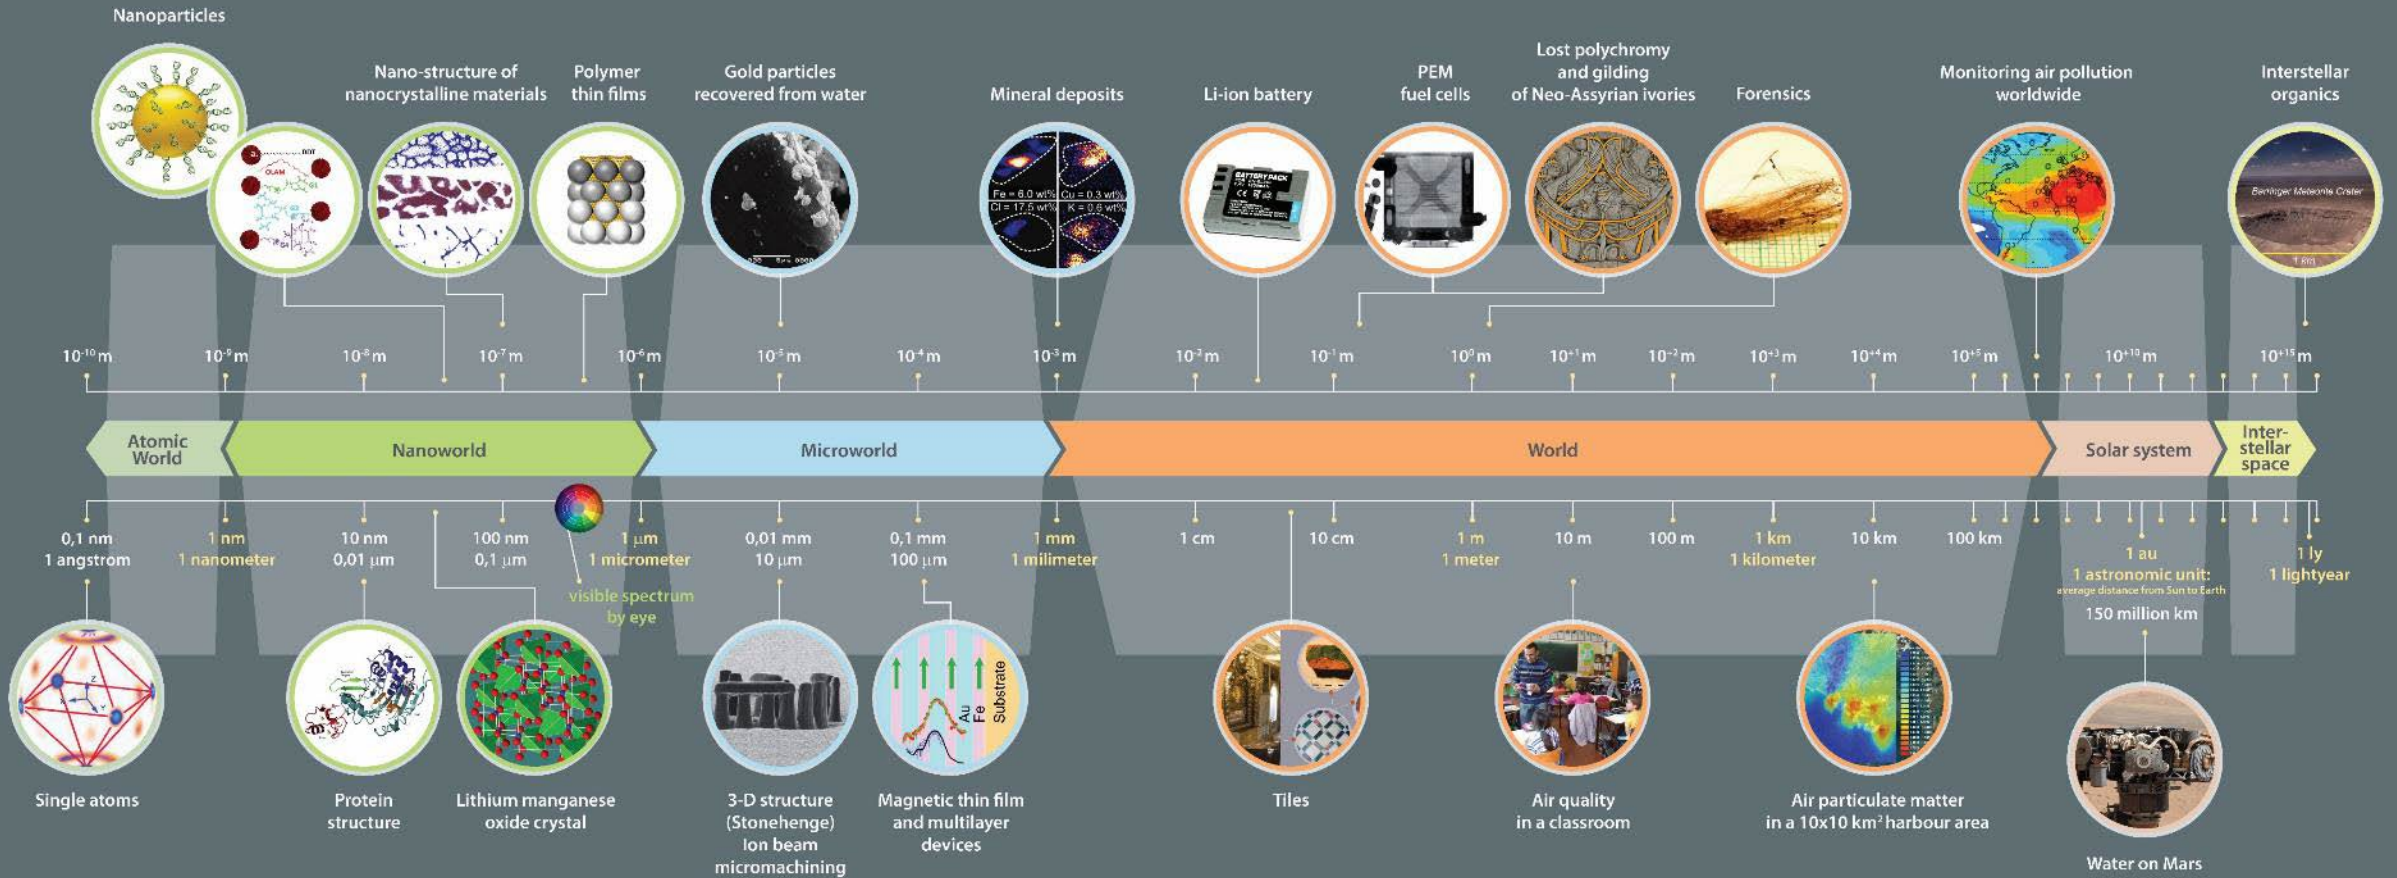 Nanoparticles
Nano-structure of
nanocrystalline materials
Polymer
thin films
Gold particles
recovered from water
Mineral deposits
Li-ion battery
PEM
fuel cells
Lost polychromy
and gilding
of Neo-Assyrian ivories
Forensics
Monitoring air pollution
worldwide
Interstellar
organics
OLAM
Fe = 6.0 wt%
Cu = 0.3 wt%
Cl = 17.5 wt%
K = 0.6 wt%
BATTERY PACK
Barringer Meteorite Crater
1 km
10⁻¹⁰ m
10⁻⁹ m
10⁻⁸ m
10⁻⁷ m
10⁻⁶ m
10⁻⁵ m
10⁻⁴ m
10⁻³ m
10⁻² m
10⁻¹ m
10⁰ m
10⁺¹ m
10⁺² m
10⁺³ m
10⁺⁴ m
10⁺⁵ m
10⁺¹⁰ m
10⁺¹⁵ m
Atomic
World
Nanoworld
Microworld
World
Solar system
Inter-
stellar
space
0,1 nm
1 angstrom
1 nm
1 nanometer
10 nm
0,01 µm
100 nm
0,1 µm
1 µm
1 micrometer
0,01 mm
10 µm
0,1 mm
100 µm
1 mm
1 milimeter
1 cm
10 cm
1 m
1 meter
10 m
100 m
1 km
1 kilometer
10 km
100 km
1 au
1 astronomic unit:
average distance from Sun to Earth
150 million km
1 ly
1 lightyear
visible spectrum
by eye
Au
Fe
Substrate
Single atoms
Protein
structure
Lithium manganese
oxide crystal
3-D structure
(Stonehenge)
Ion beam
micromachining
Magnetic thin film
and multilayer
devices
Tiles
Air quality
in a classroom
Air particulate matter
in a 10x10 km² harbour area
Water on Mars